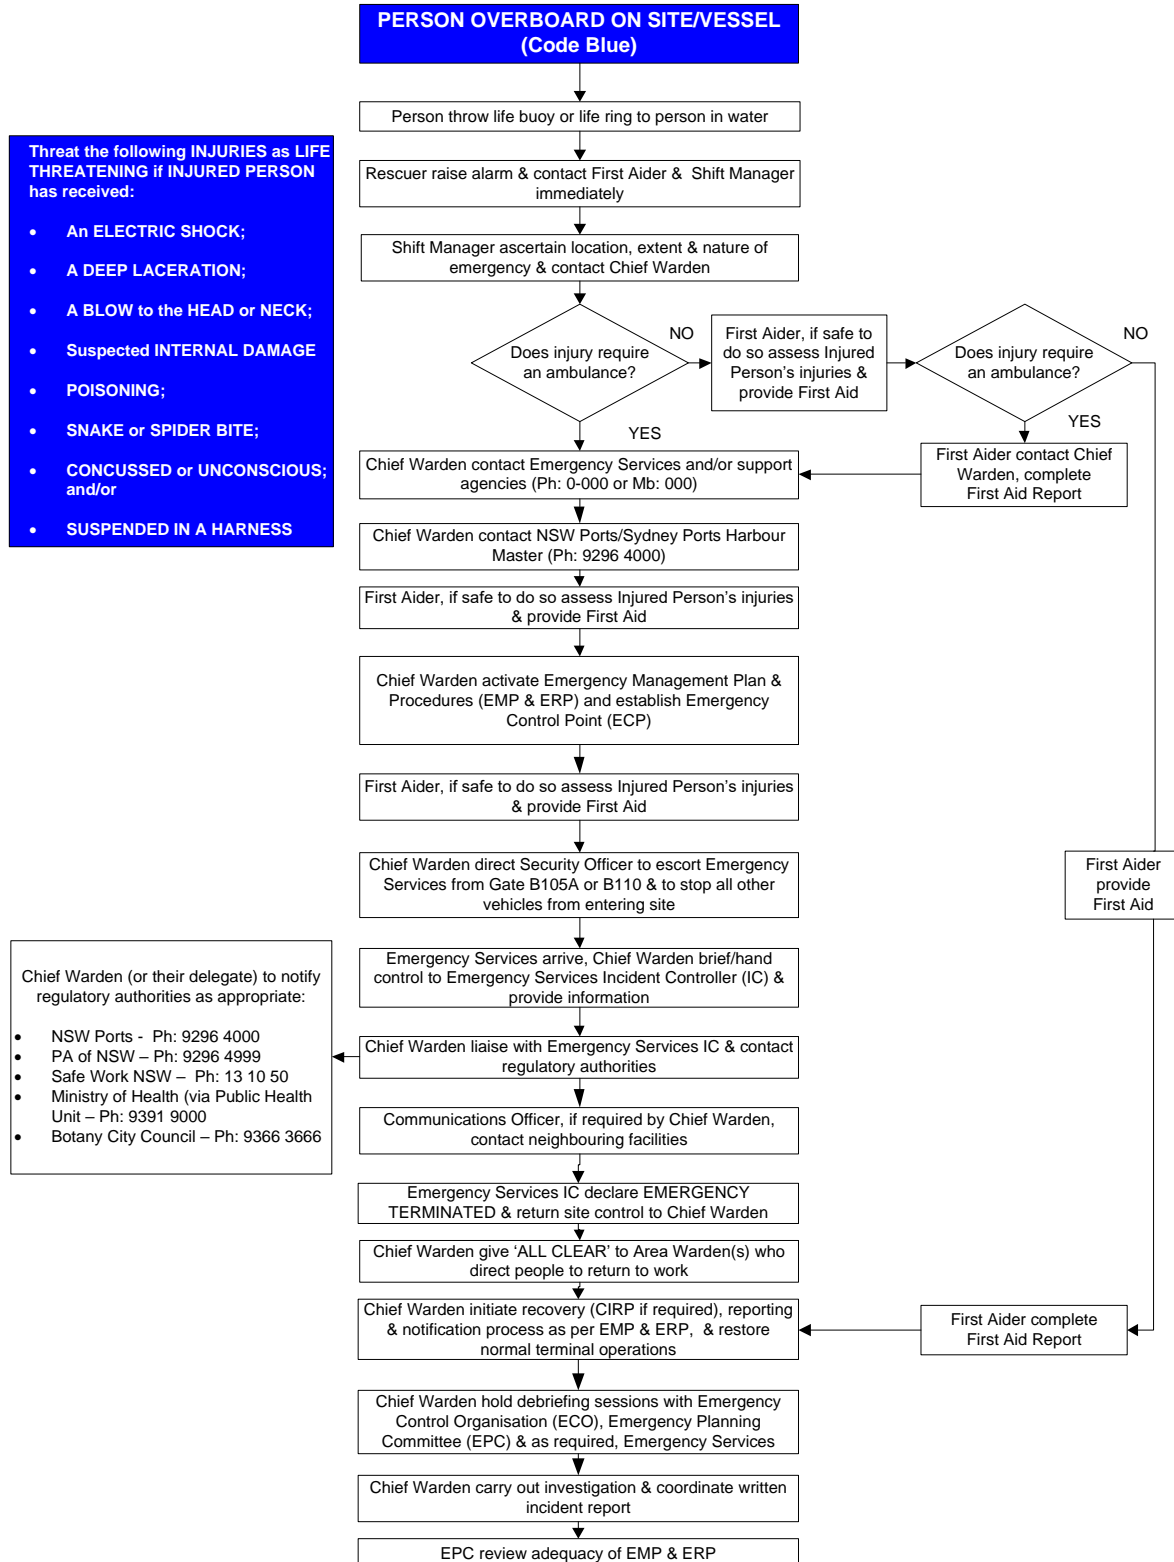 PERSON OVERBOARD ON SITE/VESSEL
(Code Blue)
Person throw life buoy or life ring to person in water
Threat the following INJURIES as LIFE
THREATENING if INJURED PERSON
has received:
• An ELECTRIC SHOCK;
• A DEEP LACERATION;
• A BLOW to the HEAD or NECK;
• Suspected INTERNAL DAMAGE
• POISONING;
• SNAKE or SPIDER BITE;
• CONCUSSED or UNCONSCIOUS;
and/or
• SUSPENDED IN A HARNESS
Rescuer raise alarm & contact First Aider & Shift Manager
immediately
Shift Manager ascertain location, extent & nature of
emergency & contact Chief Warden
Does injury require
an ambulance?
NO
First Aider, if safe to
do so assess Injured
Person's injuries &
provide First Aid
Does injury require
an ambulance?
NO
YES
YES
First Aider contact Chief
Warden, complete
First Aid Report
Chief Warden contact Emergency Services and/or support
agencies (Ph: 0-000 or Mb: 000)
Chief Warden contact NSW Ports/Sydney Ports Harbour
Master (Ph: 9296 4000)
First Aider, if safe to do so assess Injured Person's injuries
& provide First Aid
Chief Warden activate Emergency Management Plan &
Procedures (EMP & ERP) and establish Emergency
Control Point (ECP)
First Aider, if safe to do so assess Injured Person's injuries
& provide First Aid
Chief Warden direct Security Officer to escort Emergency
Services from Gate B105A or B110 & to stop all other
vehicles from entering site
First Aider
provide
First Aid
Emergency Services arrive, Chief Warden brief/hand
control to Emergency Services Incident Controller (IC) &
provide information
Chief Warden (or their delegate) to notify
regulatory authorities as appropriate:
• NSW Ports - Ph: 9296 4000
• PA of NSW – Ph: 9296 4999
• Safe Work NSW – Ph: 13 10 50
• Ministry of Health (via Public Health
Unit – Ph: 9391 9000
• Botany City Council – Ph: 9366 3666
Chief Warden liaise with Emergency Services IC & contact
regulatory authorities
Communications Officer, if required by Chief Warden,
contact neighbouring facilities
Emergency Services IC declare EMERGENCY
TERMINATED & return site control to Chief Warden
Chief Warden give 'ALL CLEAR' to Area Warden(s) who
direct people to return to work
Chief Warden initiate recovery (CIRP if required), reporting
& notification process as per EMP & ERP, & restore
normal terminal operations
First Aider complete
First Aid Report
Chief Warden hold debriefing sessions with Emergency
Control Organisation (ECO), Emergency Planning
Committee (EPC) & as required, Emergency Services
Chief Warden carry out investigation & coordinate written
incident report
EPC review adequacy of EMP & ERP